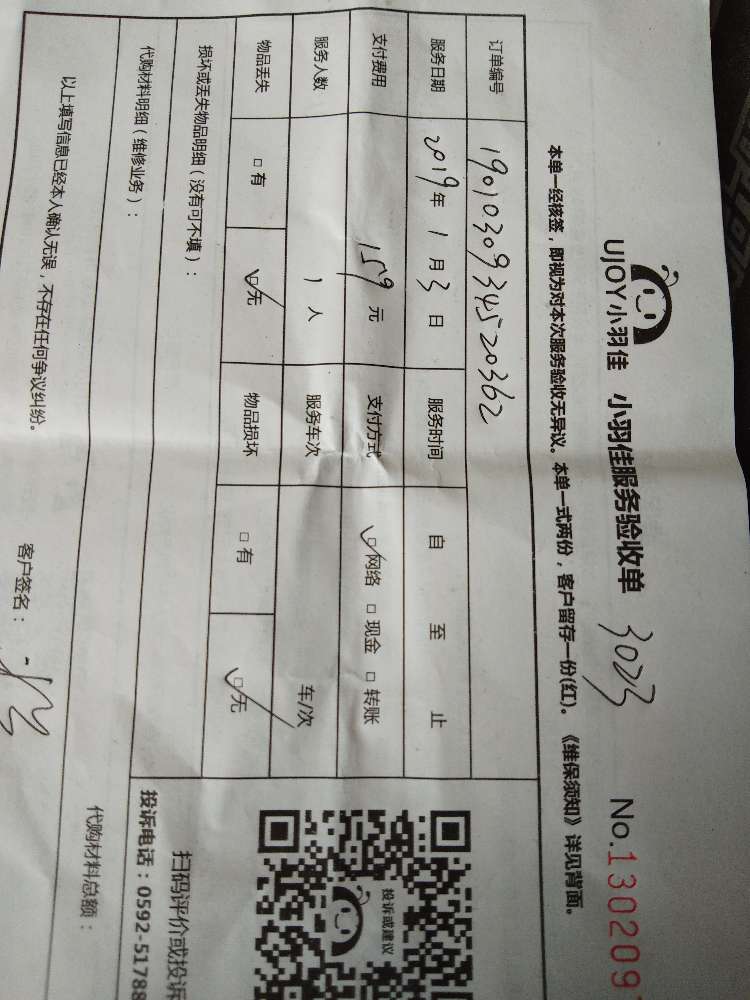 UJOY小羽佳 小羽佳服务验收单 3023 No.130209
本单一经核签，即视为对本次服务验收无异议。本单一式两份，客户留存一份(红)。《维保须知》详见背面。
订单编号 1901030934520362
服务日期 2019年1月3日 服务时间 自 至 止
支付费用 159元 支付方式 ☑网络 □现金 □转账
服务人数 1人 服务车次 车/次
物品丢失 □有 ☑无 物品损坏 □有 ☑无
损坏或丢失物品明细（没有可不填）：
代购材料明细（维修业务）： 代购材料总额：
以上填写信息已经本人确认无误，不存在任何争议纠纷。
客户签名：
投诉或建议
扫码评价或投诉
投诉电话：0592-51788